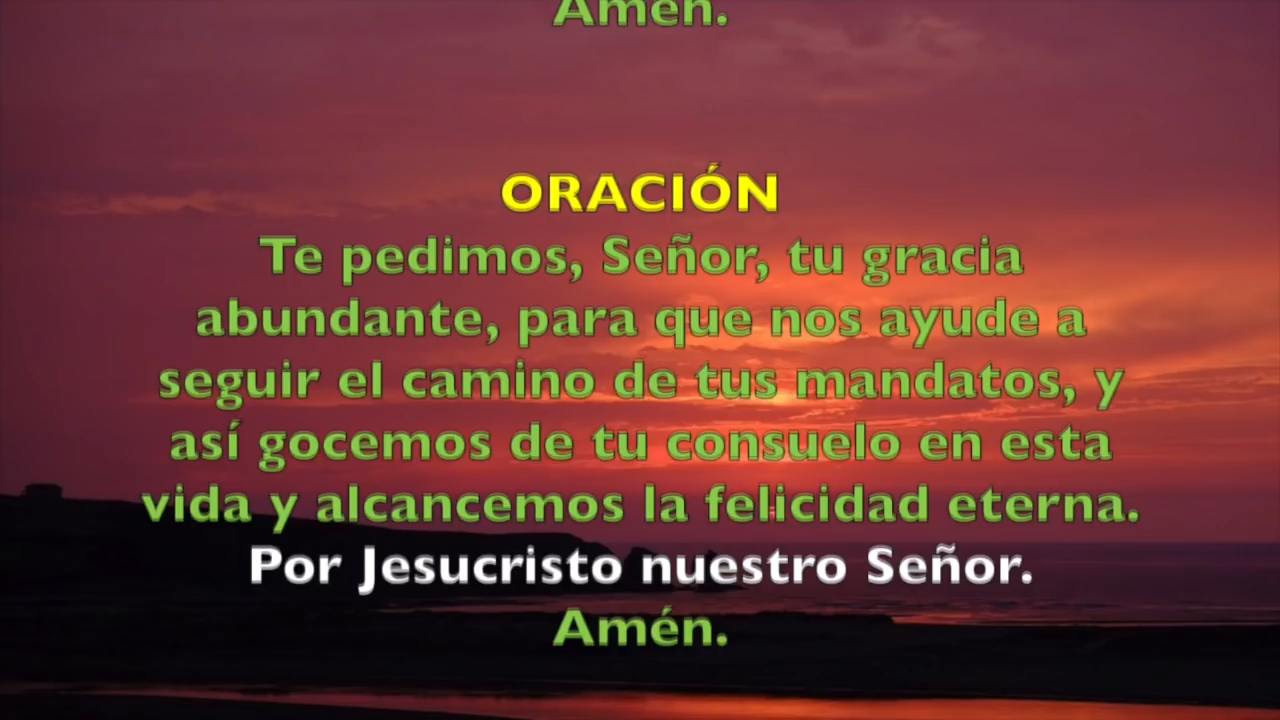 Amén.
ORACIÓN
Te pedimos, Señor, tu gracia
abundante, para que nos ayude a
seguir el camino de tus mandatos, y
así gocemos de tu consuelo en esta
vida y alcancemos la felicidad eterna.
Por Jesucristo nuestro Señor.
Amén.